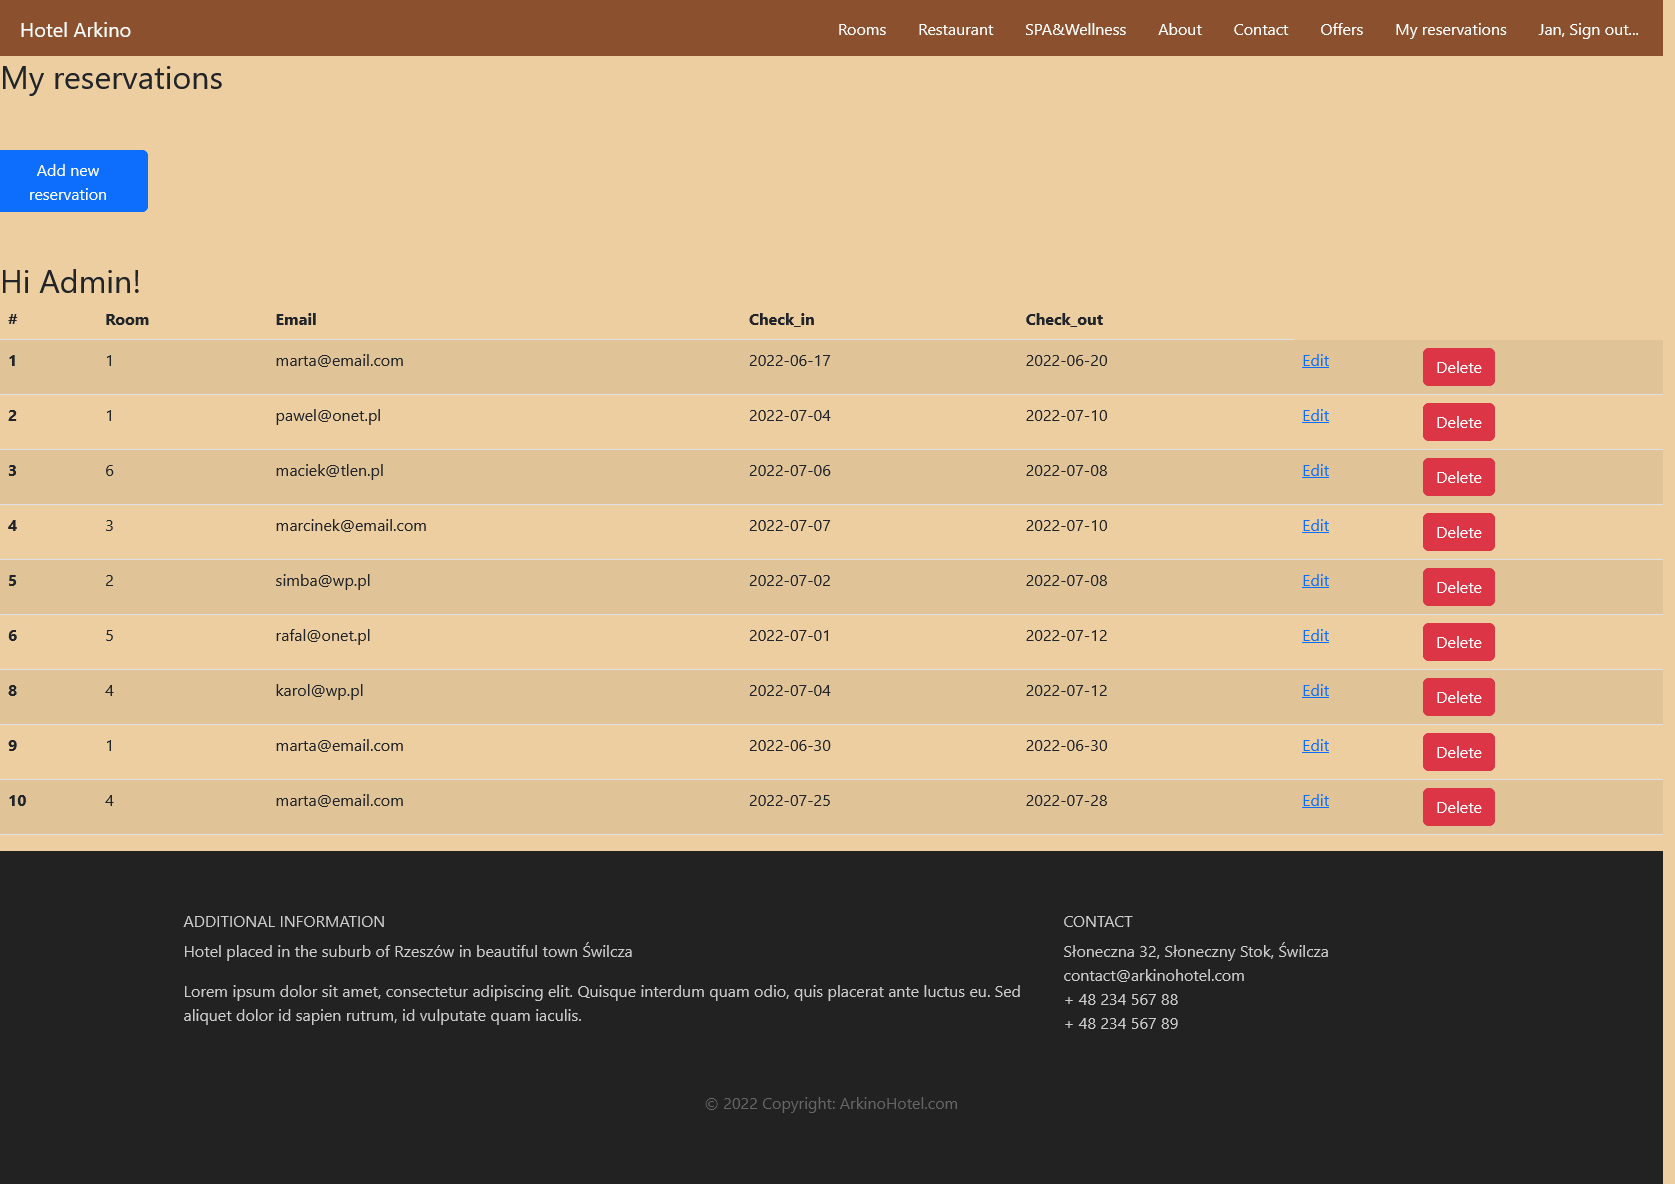 Hotel Arkino Rooms Restaurant SPA&Wellness About Contact Offers My reservations Jan, Sign out...
My reservations
Add new
reservation
Hi Admin!
# Room Email Check_in Check_out
1 1 marta@email.com 2022-06-17 2022-06-20 Edit Delete
2 1 pawel@onet.pl 2022-07-04 2022-07-10 Edit Delete
3 6 maciek@tlen.pl 2022-07-06 2022-07-08 Edit Delete
4 3 marcinek@email.com 2022-07-07 2022-07-10 Edit Delete
5 2 simba@wp.pl 2022-07-02 2022-07-08 Edit Delete
6 5 rafal@onet.pl 2022-07-01 2022-07-12 Edit Delete
8 4 karol@wp.pl 2022-07-04 2022-07-12 Edit Delete
9 1 marta@email.com 2022-06-30 2022-06-30 Edit Delete
10 4 marta@email.com 2022-07-25 2022-07-28 Edit Delete
ADDITIONAL INFORMATION
Hotel placed in the suburb of Rzeszów in beautiful town Świlcza
Lorem ipsum dolor sit amet, consectetur adipiscing elit. Quisque interdum quam odio, quis placerat ante luctus eu. Sed
aliquet dolor id sapien rutrum, id vulputate quam iaculis.
CONTACT
Słoneczna 32, Słoneczny Stok, Świlcza
contact@arkinohotel.com
+ 48 234 567 88
+ 48 234 567 89
© 2022 Copyright: ArkinoHotel.com